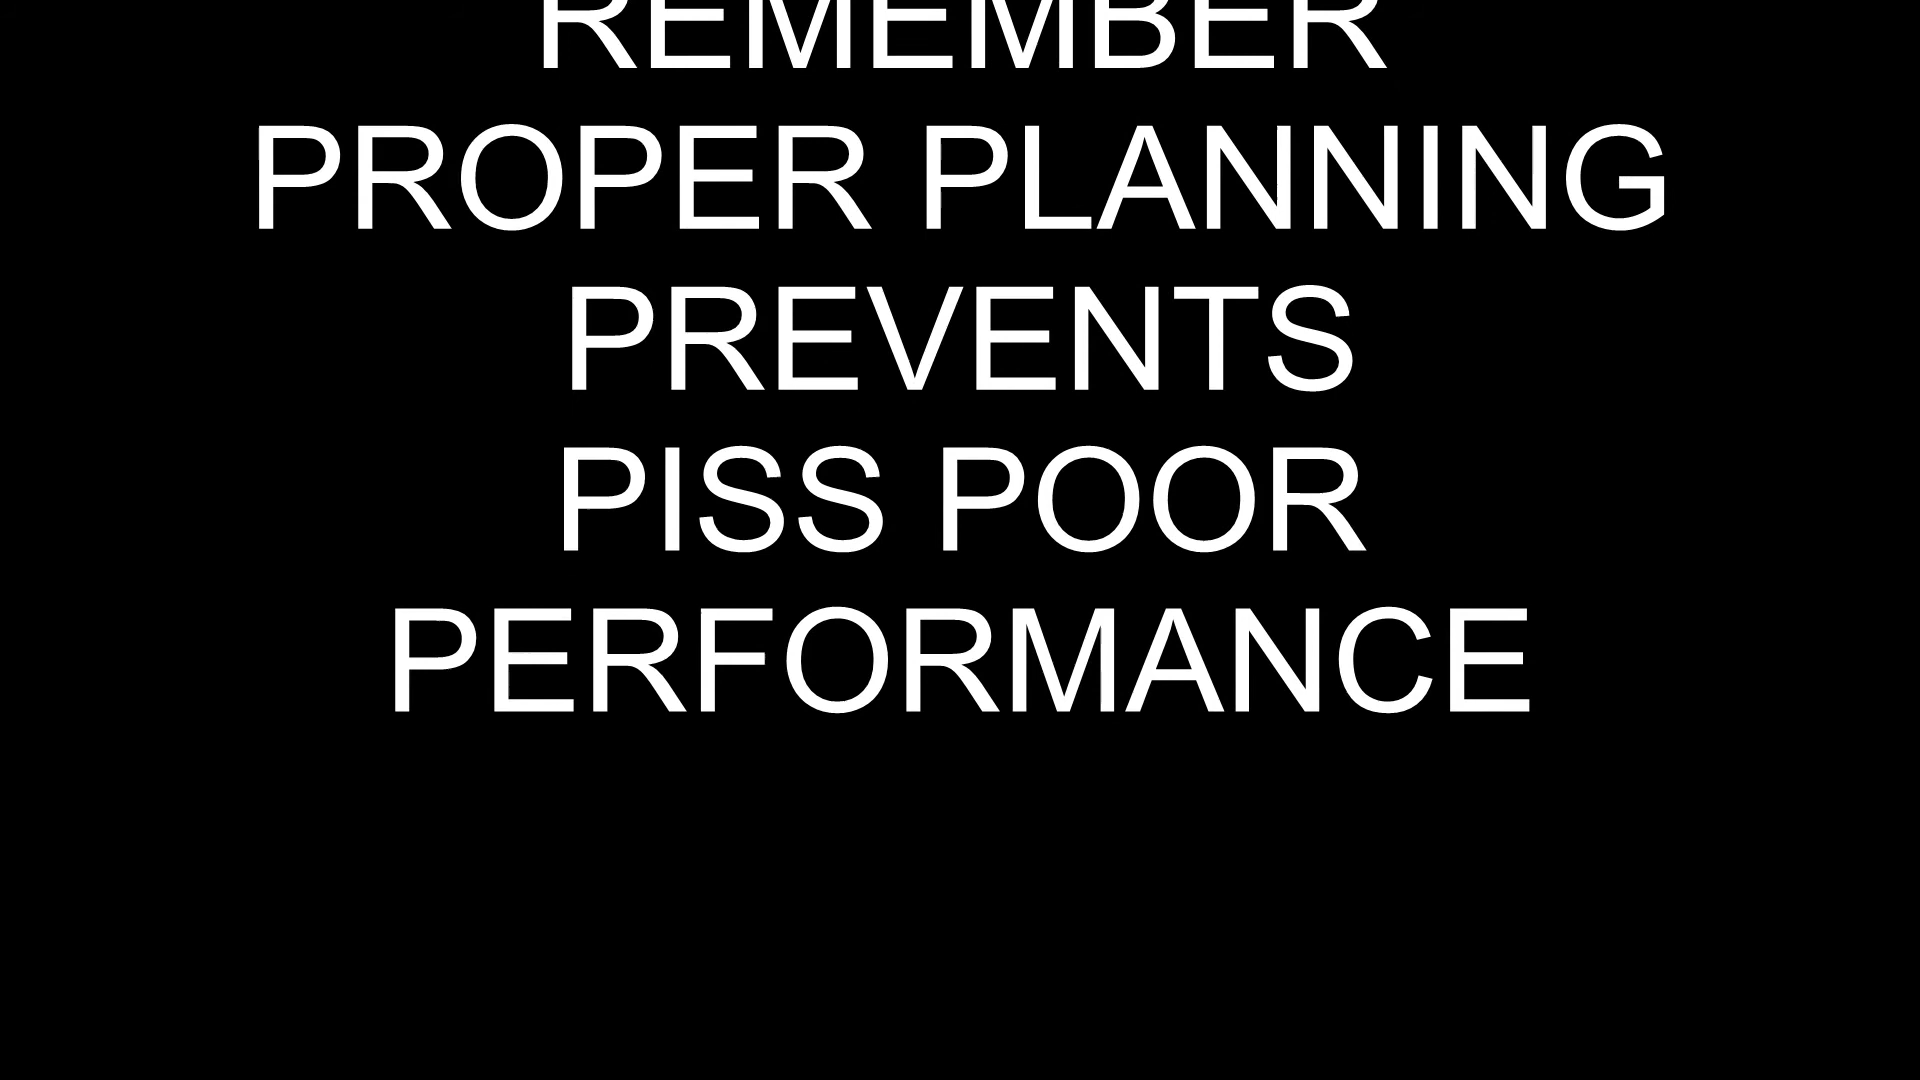 REMEMBER
PROPER PLANNING
PREVENTS
PISS POOR
PERFORMANCE